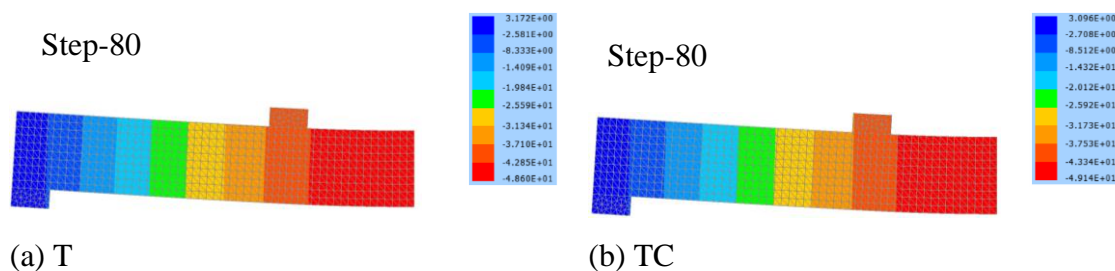 Step-80
3.172E+00
-2.581E+00
-8.333E+00
-1.409E+01
-1.984E+01
-2.559E+01
-3.134E+01
-3.710E+01
-4.285E+01
-4.860E+01
(a) T
Step-80
3.096E+00
-2.708E+00
-8.512E+00
-1.432E+01
-2.012E+01
-2.592E+01
-3.173E+01
-3.753E+01
-4.334E+01
-4.914E+01
(b) TC